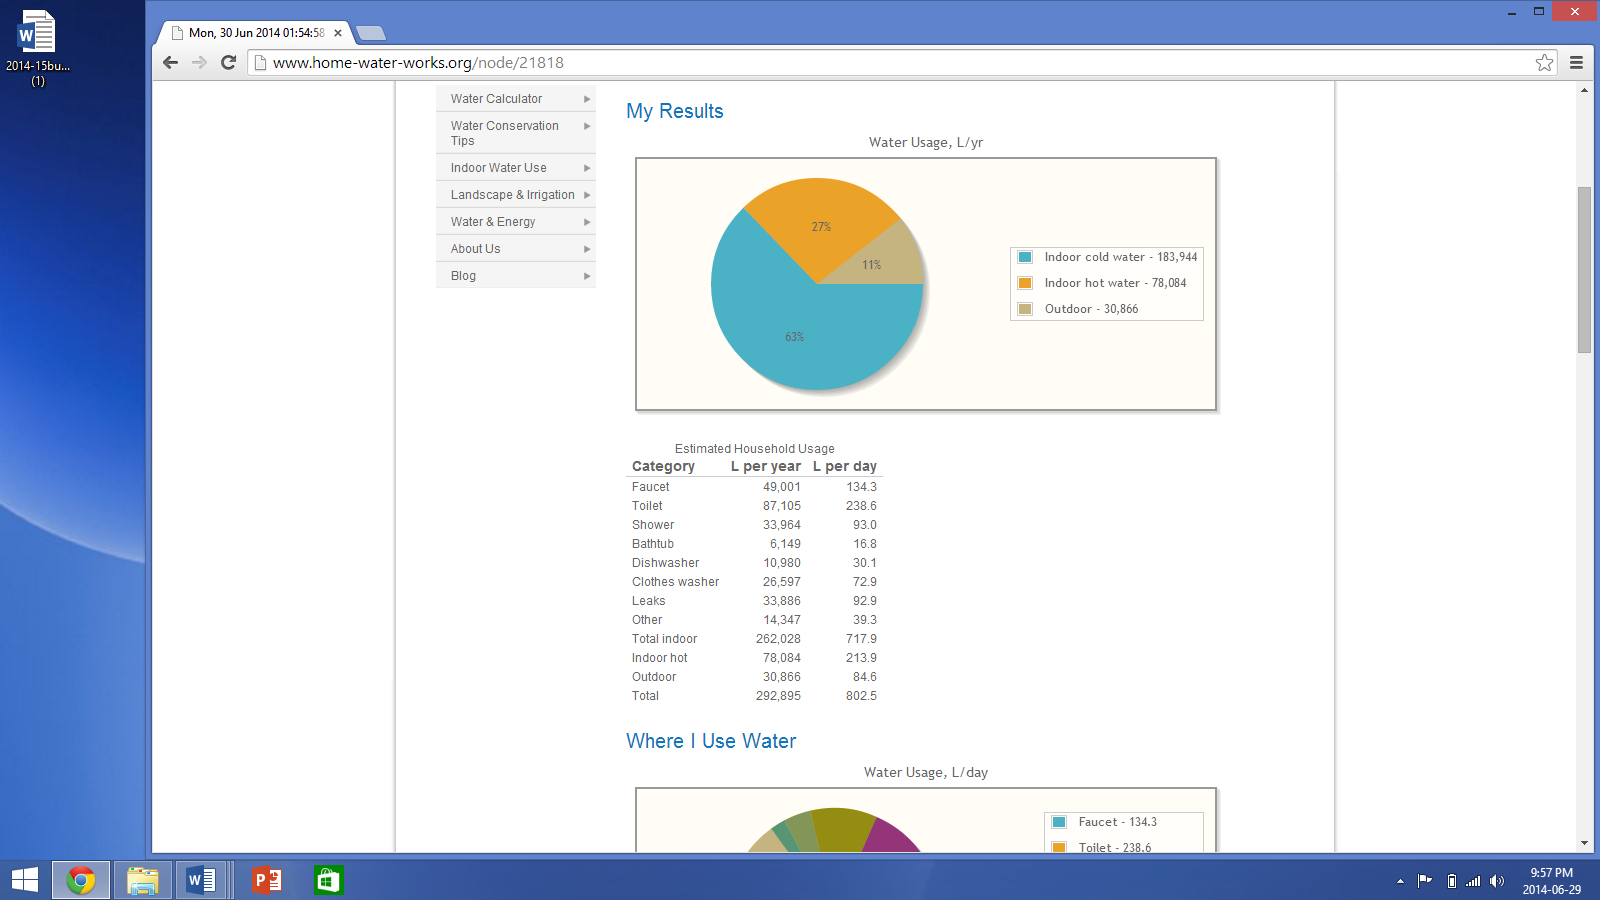 2014-15bu...
(1)
Mon, 30 Jun 2014 01:54:58
www.home-water-works.org/node/21818
Water Calculator
Water Conservation
Tips
Indoor Water Use
Landscape & Irrigation
Water & Energy
About Us
Blog
My Results
Water Usage, L/yr
27%
11%
63%
Indoor cold water - 183,944
Indoor hot water - 78,084
Outdoor - 30,866
Estimated Household Usage
Category L per year L per day
Faucet 49,001 134.3
Toilet 87,105 238.6
Shower 33,964 93.0
Bathtub 6,149 16.8
Dishwasher 10,980 30.1
Clothes washer 26,597 72.9
Leaks 33,886 92.9
Other 14,347 39.3
Total indoor 262,028 717.9
Indoor hot 78,084 213.9
Outdoor 30,866 84.6
Total 292,895 802.5
Where I Use Water
Water Usage, L/day
Faucet - 134.3
Toilet - 238.6
9:57 PM
2014-06-29